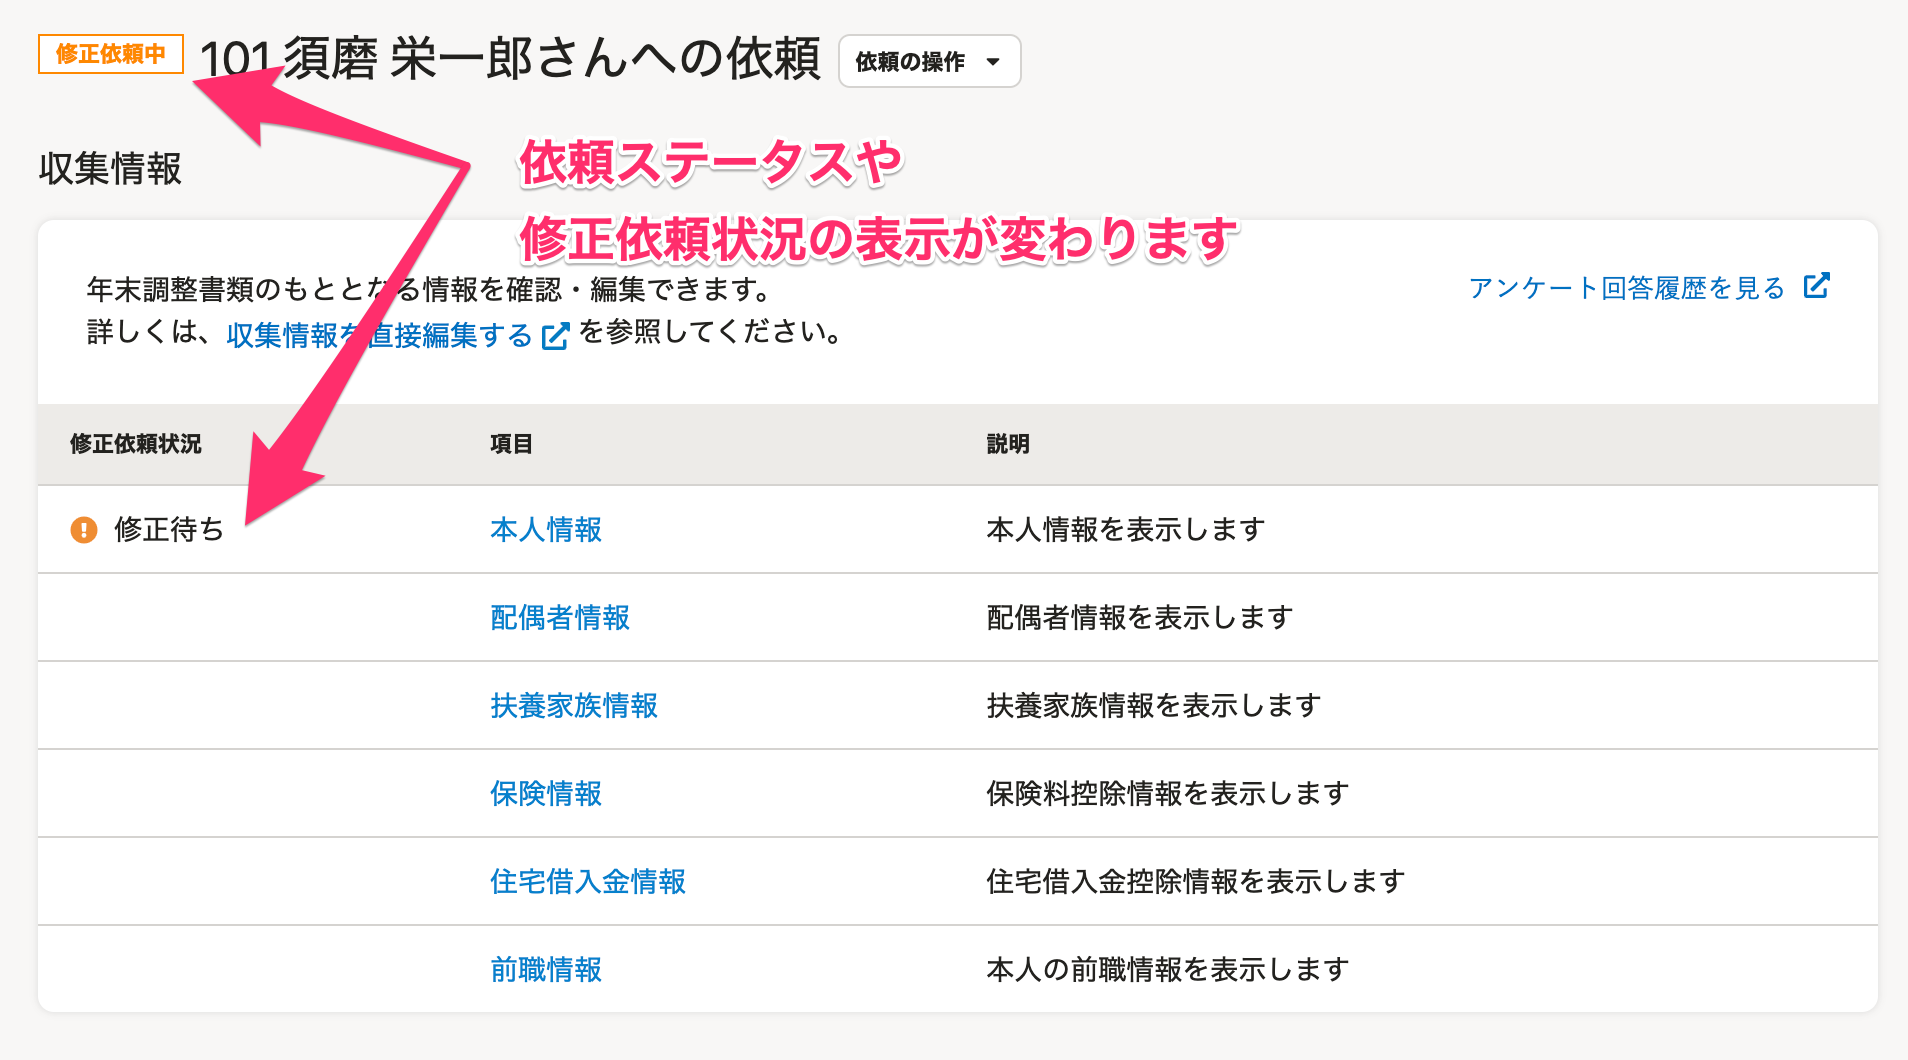 修正依頼中 101 須磨 栄一郎さんへの依頼 依頼の操作
依頼ステータスや
収集情報
修正依頼状況の表示が変わります
年末調整書類のもととなる情報を確認・編集できます。 アンケート回答履歴を見る
詳しくは、収集情報を直接編集する を参照してください。
修正依頼状況 項目 説明
修正待ち 本人情報 本人情報を表示します
配偶者情報 配偶者情報を表示します
扶養家族情報 扶養家族情報を表示します
保険情報 保険料控除情報を表示します
住宅借入金情報 住宅借入金控除情報を表示します
前職情報 本人の前職情報を表示します